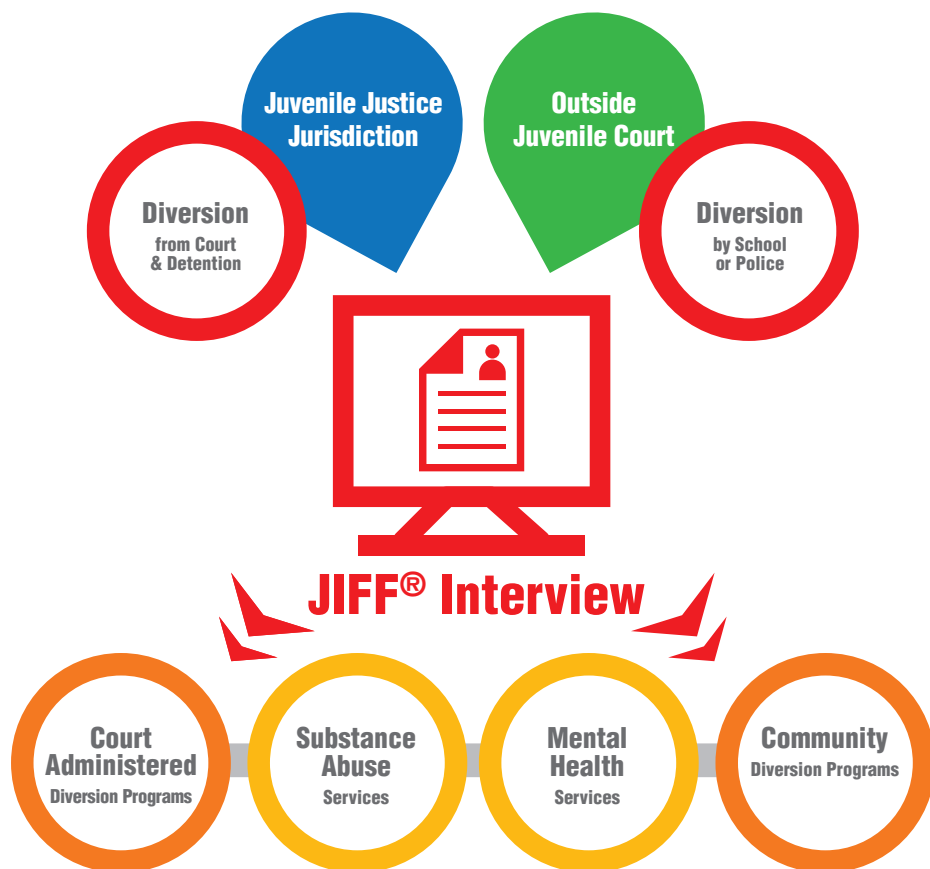 Juvenile Justice
Jurisdiction
Outside
Juvenile Court
Diversion
from Court
& Detention
Diversion
by School
or Police
JIFF® Interview
Court
Administered
Diversion Programs
Substance
Abuse
Services
Mental
Health
Services
Community
Diversion Programs